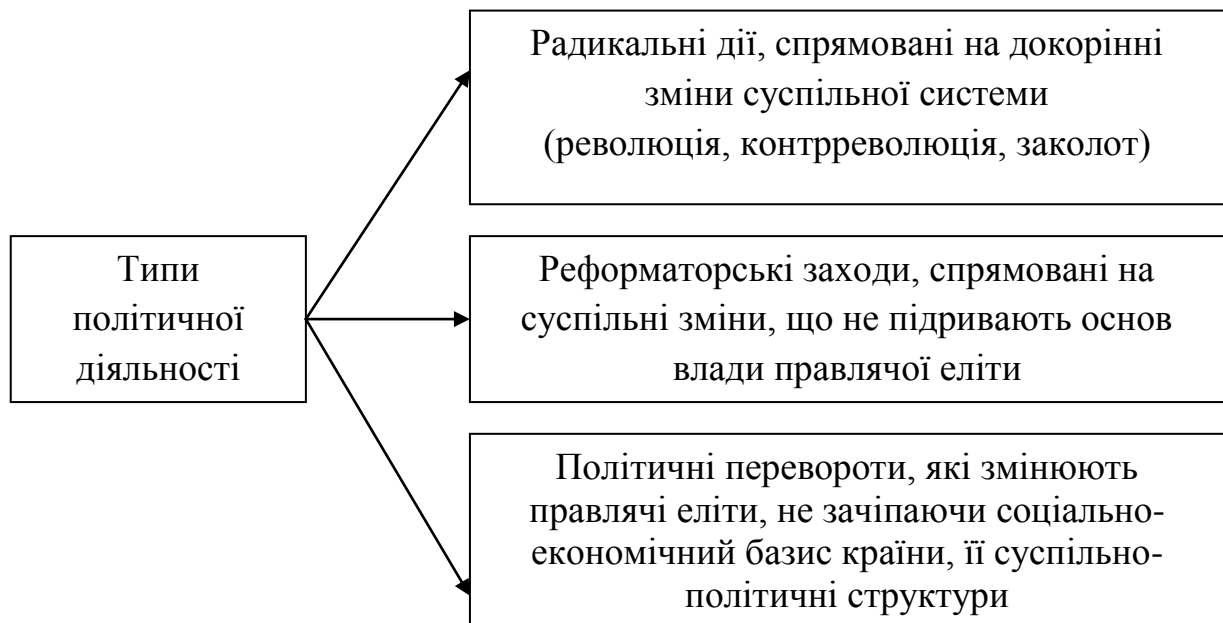 Радикальні дії, спрямовані на докорінні
зміни суспільної системи
(революція, контрреволюція, заколот)
Типи
політичної
діяльності
Реформаторські заходи, спрямовані на
суспільні зміни, що не підривають основ
влади правлячої еліти
Політичні перевороти, які змінюють
правлячі еліти, не зачіпаючи соціально-
економічний базис країни, її суспільно-
політичні структури